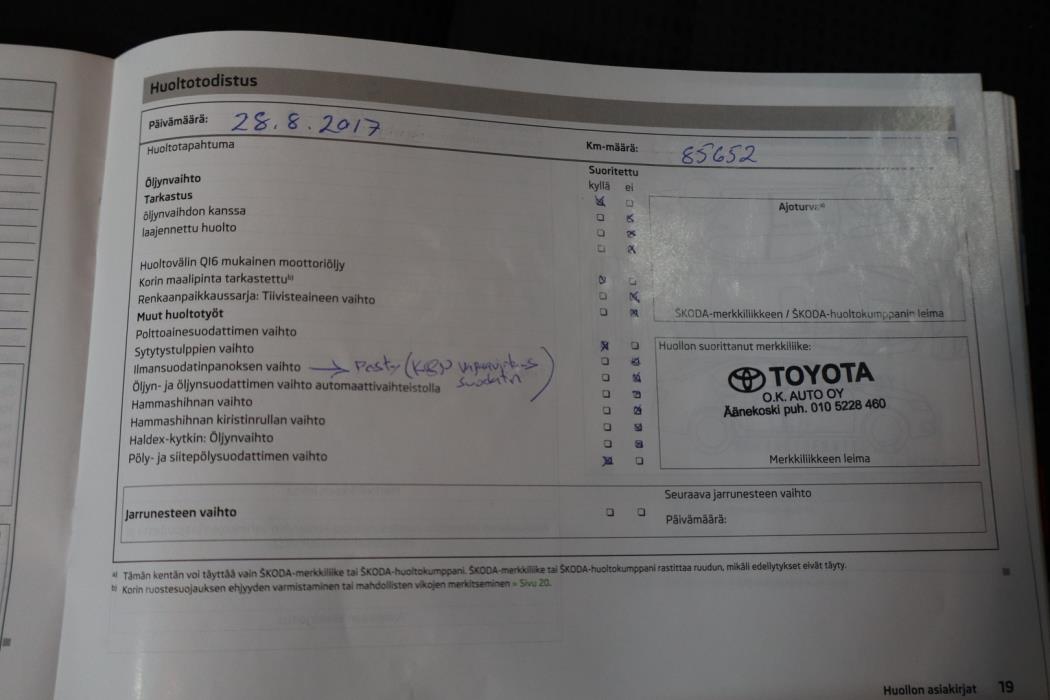 Huoltotodistus
Päivämäärä: 28.8.2017
Km-määrä: 85652
Huoltotapahtuma
Suoritettu
kyllä ei
Öljynvaihto
Tarkastus
öljynvaihdon kanssa
laajennettu huolto
Huoltovälin QI6 mukainen moottoriöljy
Korin maalipinta tarkastettu b)
Renkaanpaikkaussarja: Tiivisteaineen vaihto
Muut huoltotyöt
Polttoainesuodattimen vaihto
Sytytystulppien vaihto
Ilmansuodatinpanoksen vaihto
Öljyn- ja öljynsuodattimen vaihto automaattivaihteistolla
Hammashihnan vaihto
Hammashihnan kiristinrullan vaihto
Haldex-kytkin: Öljynvaihto
Pöly- ja siitepölysuodattimen vaihto
Ajoturva a)
ŠKODA-merkkiliikkeen / ŠKODA-huoltokumppanin leima
Huollon suorittanut merkkiliike:
TOYOTA
O.K. AUTO OY
Äänekoski puh. 010 5228 460
Merkkiliikkeen leima
Jarrunesteen vaihto
Seuraava jarrunesteen vaihto
Päivämäärä:
a) Tämän kentän voi täyttää vain ŠKODA-merkkiliike tai ŠKODA-huoltokumppani. ŠKODA-merkkiliike tai ŠKODA-huoltokumppani rastittaa ruudun, mikäli edellytykset eivät täyty.
b) Korin ruostesuojauksen ehjyyden varmistaminen tai mahdollisten vikojen merkitseminen » Sivu 20.
Huollon asiakirjat 19